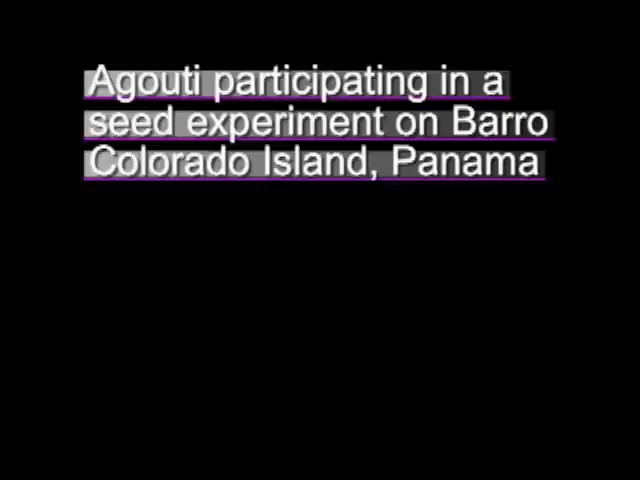 Agouti participating in a
seed experiment on Barro
Colorado Island, Panama